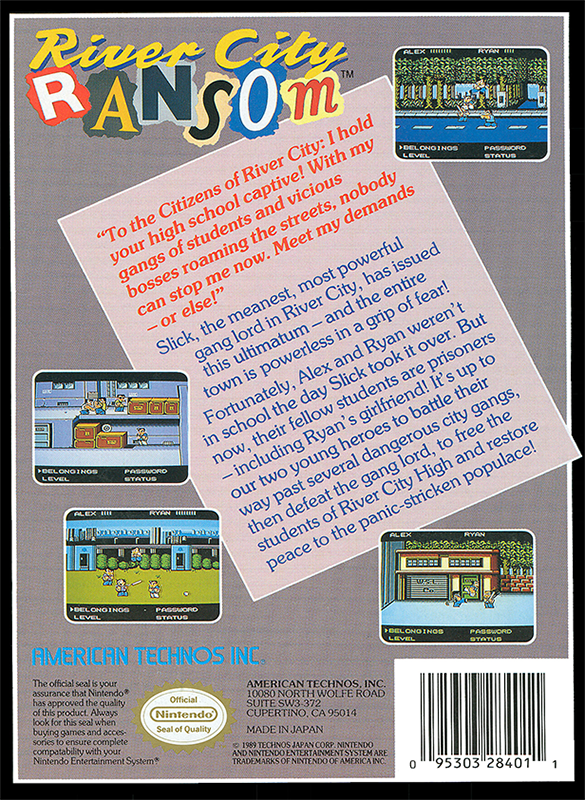 River City
RANSOM™
ALEX RYAN
▶BELONGINGS PASSWORD
LEVEL STATUS
“To the Citizens of River City: I hold
your high school captive! With my
gangs of students and vicious
bosses roaming the streets, nobody
can stop me now. Meet my demands
– or else!”
Slick, the meanest, most powerful
gang lord in River City, has issued
this ultimatum – and the entire
town is powerless in a grip of fear!
Fortunately, Alex and Ryan weren't
in school the day Slick took it over. But
now, their fellow students are prisoners
– including Ryan's girlfriend! It's up to
our two young heroes to battle their
way past several dangerous city gangs,
then defeat the gang lord, to free the
students of River City High and restore
peace to the panic-stricken populace!
▶BELONGINGS PASSWORD
LEVEL STATUS
ALEX RYAN
▶BELONGINGS PASSWORD
LEVEL STATUS
ALEX RYAN
▶BELONGINGS PASSWORD
LEVEL STATUS
AMERICAN TECHNOS INC.
The official seal is your
assurance that Nintendo®
has approved the quality
of this product. Always
look for this seal when
buying games and acces-
sories to ensure complete
compatibility with your
Nintendo Entertainment System®
Official
Nintendo®
Seal of Quality
AMERICAN TECHNOS, INC.
10080 NORTH WOLFE ROAD
SUITE SW3-372
CUPERTINO, CA 95014
MADE IN JAPAN
© 1989 TECHNOS JAPAN CORP. NINTENDO
AND NINTENDO ENTERTAINMENT SYSTEM ARE
TRADEMARKS OF NINTENDO OF AMERICA INC.
0 95303 28401 1